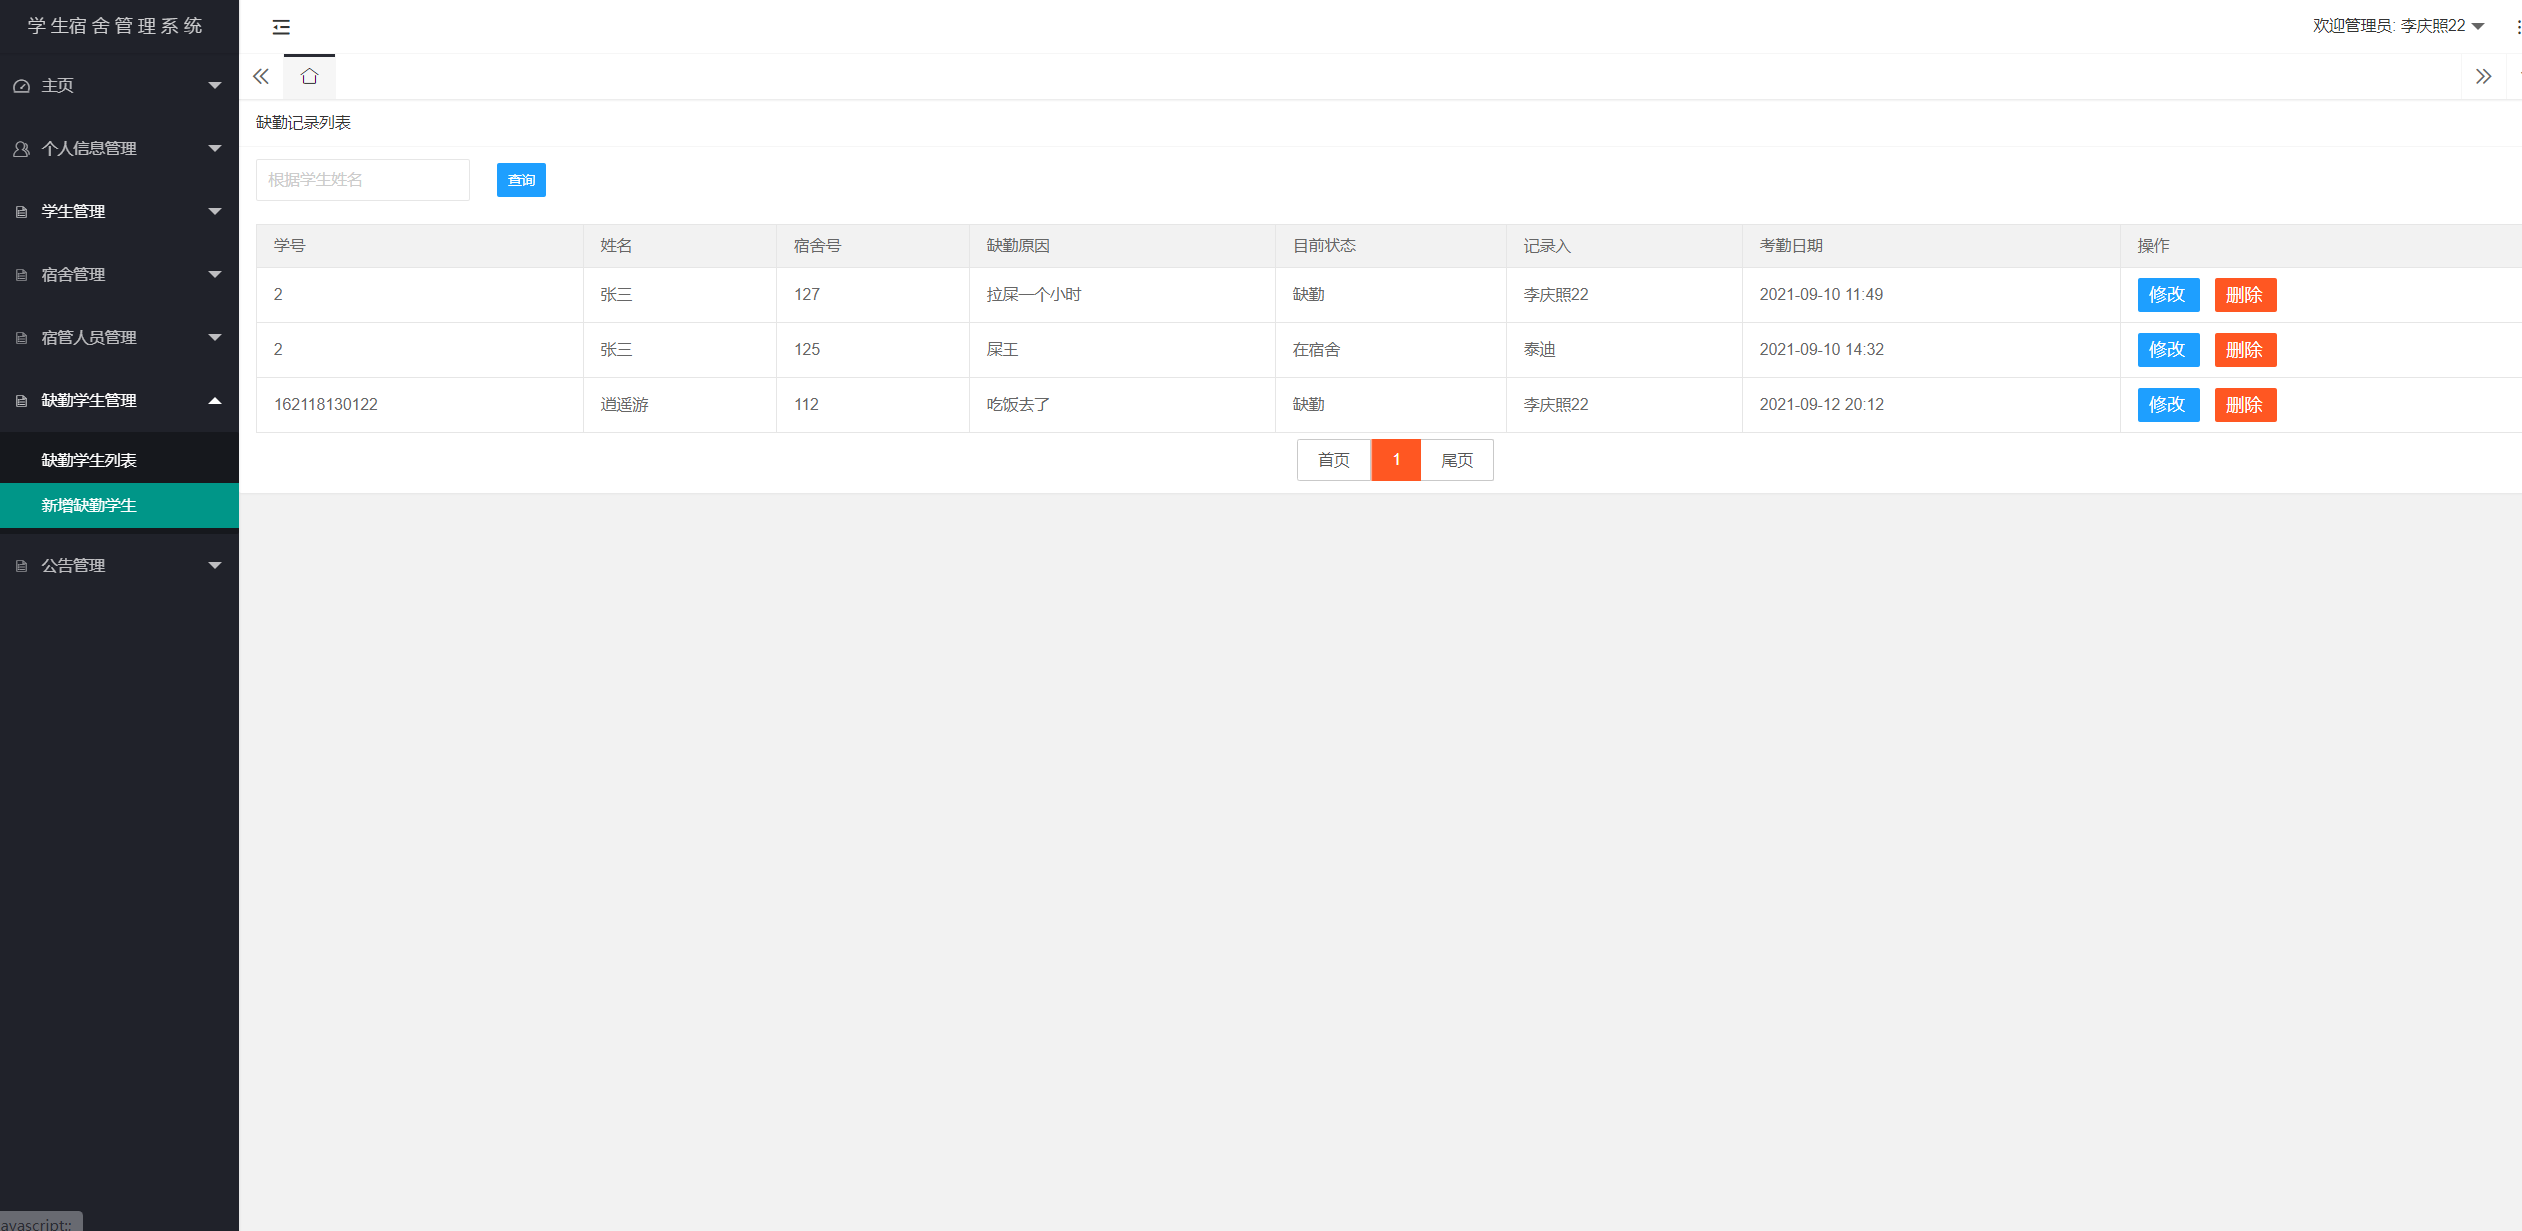 学生宿舍管理系统
欢迎管理员: 李庆照22
主页
个人信息管理
学生管理
宿舍管理
宿管人员管理
缺勤学生管理
缺勤学生列表
新增缺勤学生
公告管理
缺勤记录列表
根据学生姓名 查询
学号 姓名 宿舍号 缺勤原因 目前状态 记录入 考勤日期 操作
2 张三 127 拉屎一个小时 缺勤 李庆照22 2021-09-10 11:49 修改 删除
2 张三 125 屎王 在宿舍 泰迪 2021-09-10 14:32 修改 删除
162118130122 逍遥游 112 吃饭去了 缺勤 李庆照22 2021-09-12 20:12 修改 删除
首页 1 尾页
avascript:;